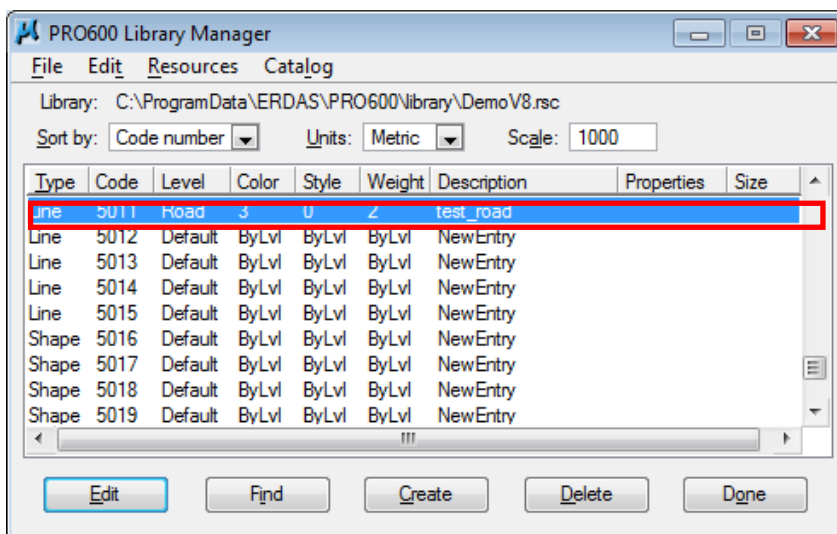 PRO600 Library Manager
File Edit Resources Catalog
Library: C:\ProgramData\ERDAS\PRO600\library\DemoV8.rsc
Sort by: Code number Units: Metric Scale: 1000
Type Code Level Color Style Weight Description Properties Size
Line 5011 Road 3 0 2 test_road
Line 5012 Default ByLvl ByLvl ByLvl NewEntry
Line 5013 Default ByLvl ByLvl ByLvl NewEntry
Line 5014 Default ByLvl ByLvl ByLvl NewEntry
Line 5015 Default ByLvl ByLvl ByLvl NewEntry
Shape 5016 Default ByLvl ByLvl ByLvl NewEntry
Shape 5017 Default ByLvl ByLvl ByLvl NewEntry
Shape 5018 Default ByLvl ByLvl ByLvl NewEntry
Shape 5019 Default ByLvl ByLvl ByLvl NewEntry
Edit Find Create Delete Done